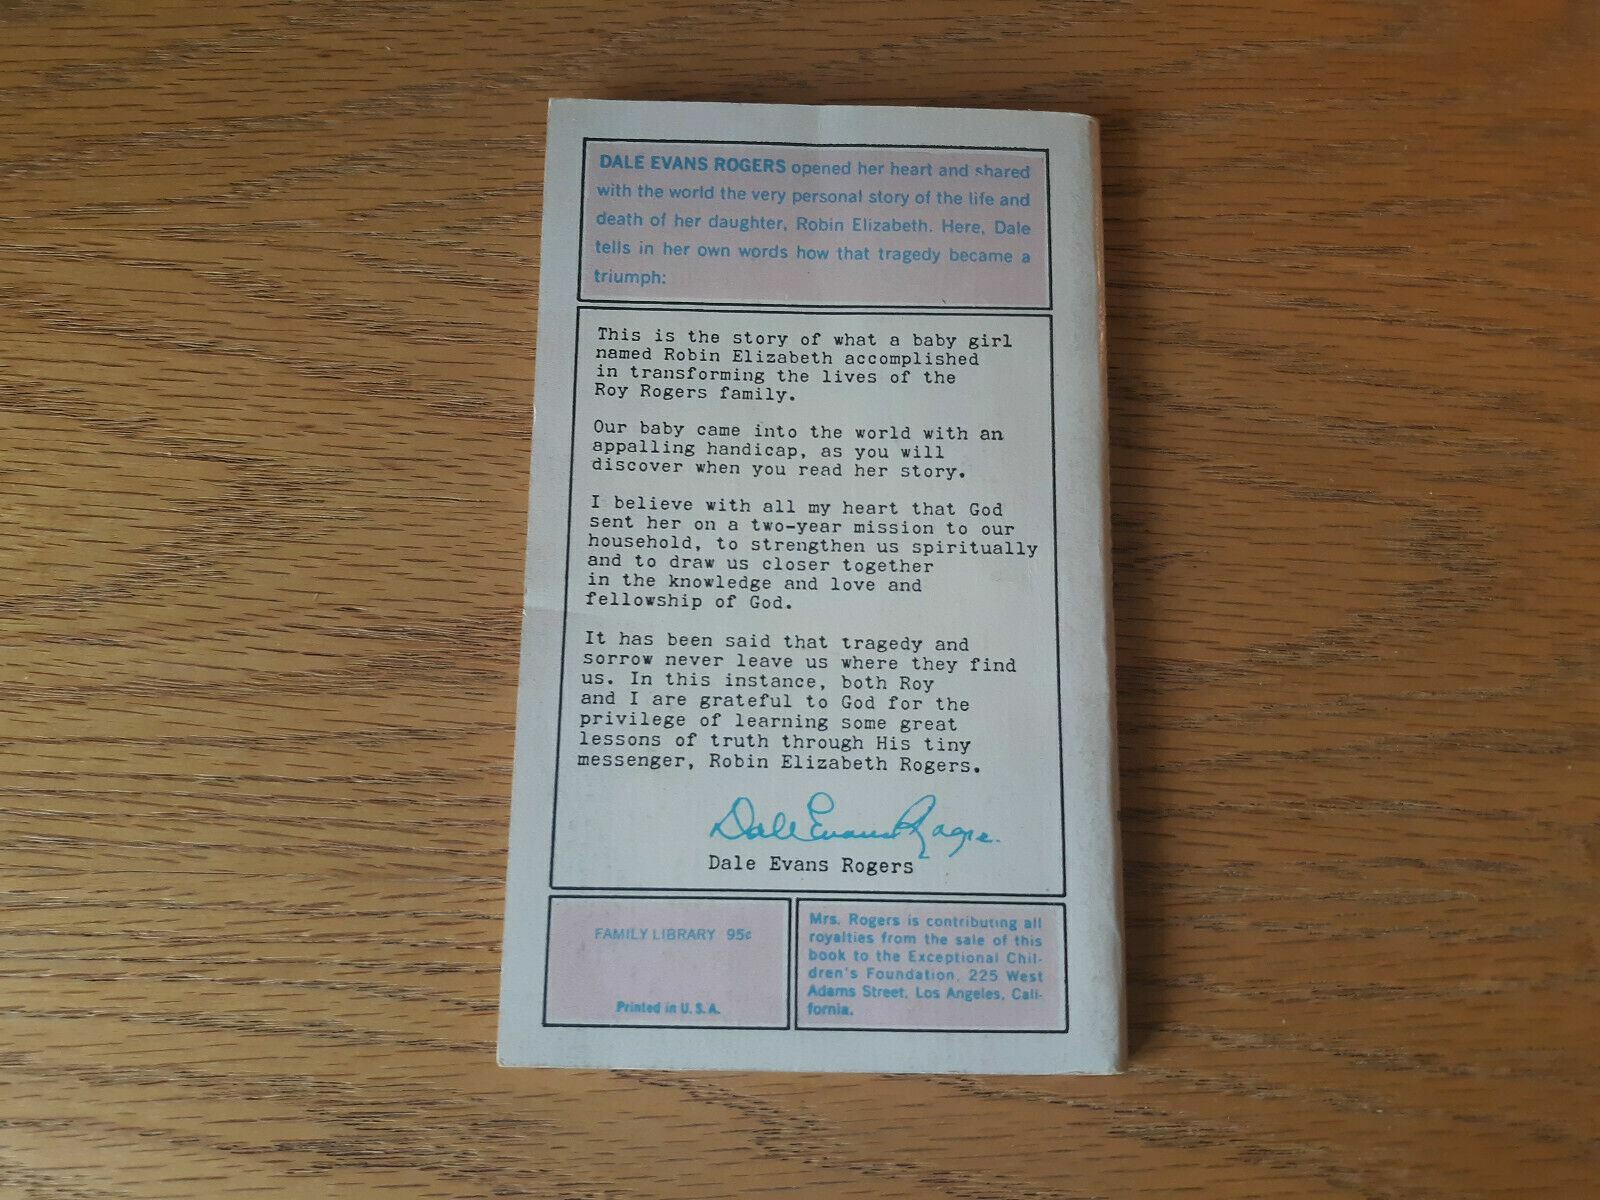 DALE EVANS ROGERS opened her heart and shared
with the world the very personal story of the life and
death of her daughter, Robin Elizabeth. Here, Dale
tells in her own words how that tragedy became a
triumph:
This is the story of what a baby girl
named Robin Elizabeth accomplished
in transforming the lives of the
Roy Rogers family.
Our baby came into the world with an
appalling handicap, as you will
discover when you read her story.
I believe with all my heart that God
sent her on a two-year mission to our
household, to strengthen us spiritually
and to draw us closer together
in the knowledge and love and
fellowship of God.
It has been said that tragedy and
sorrow never leave us where they find
us. In this instance, both Roy
and I are grateful to God for the
privilege of learning some great
lessons of truth through His tiny
messenger, Robin Elizabeth Rogers.
Dale Evans Rogers
Dale Evans Rogers
FAMILY LIBRARY 95¢
Printed in U.S.A.
Mrs. Rogers is contributing all
royalties from the sale of this
book to the Exceptional Chil-
dren's Foundation, 225 West
Adams Street, Los Angeles, Cali-
fornia.